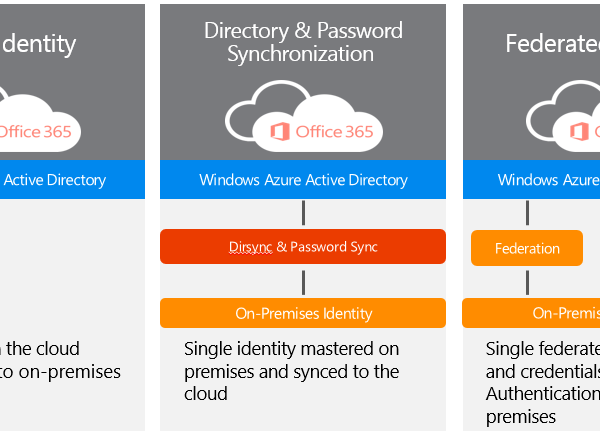 dentity
Office 365
Active Directory
the cloud
to on-premises
Directory & Password
Synchronization
Office 365
Windows Azure Active Directory
Dirsync & Password Sync
On-Premises Identity
Single identity mastered on
premises and synced to the
cloud
Federate
Windows Azure
Federation
On-Premis
Single federate
and credentials
Authentication
premises